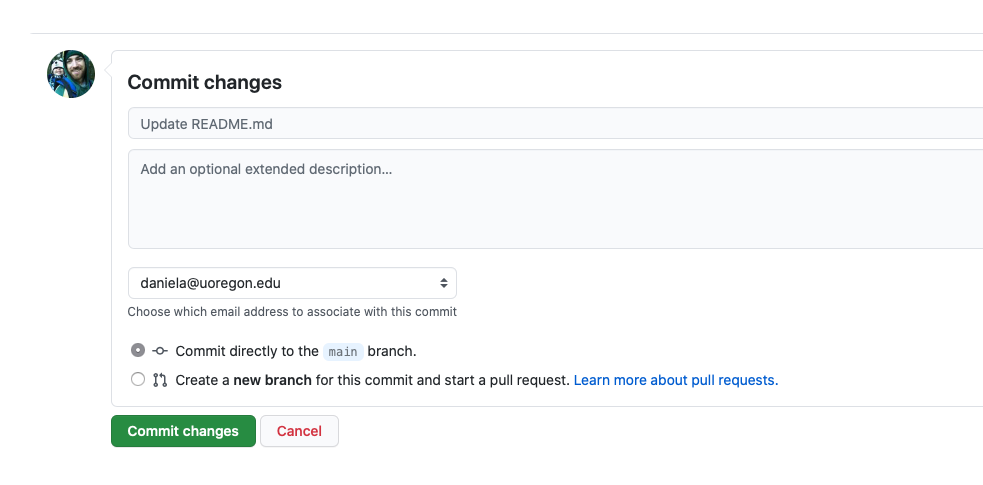 Commit changes
Update README.md
Add an optional extended description...
daniela@uoregon.edu
Choose which email address to associate with this commit
Commit directly to the main branch.
Create a new branch for this commit and start a pull request. Learn more about pull requests.
Commit changes Cancel